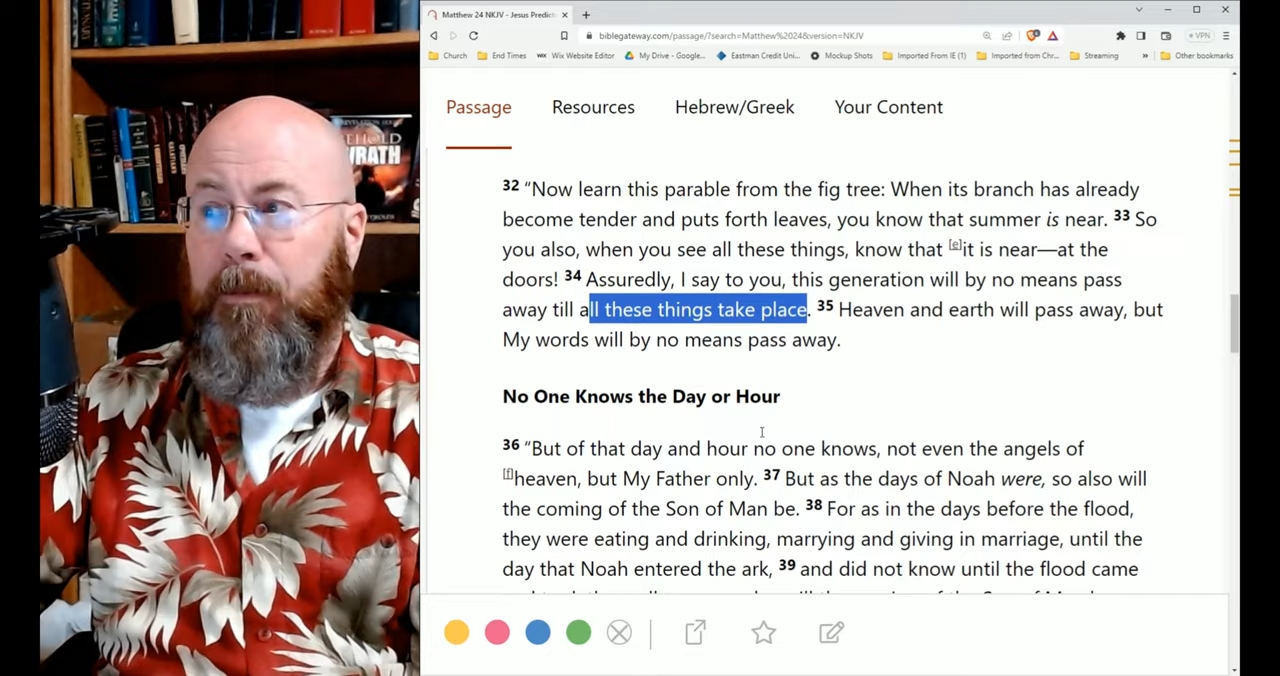 Matthew 24 NKJV - Jesus Predict
biblegateway.com/passage/?search=Matthew%2024&version=NKJV
VPN
Church
End Times
WIX Wix Website Editor
My Drive - Google...
Eastman Credit Uni...
Mockup Shots
Imported From IE (1)
Imported from Chr...
Streaming
»
Other bookmarks
Passage
Resources
Hebrew/Greek
Your Content
32 “Now learn this parable from the fig tree: When its branch has already
become tender and puts forth leaves, you know that summer is near. 33 So
you also, when you see all these things, know that [e]it is near—at the
doors! 34 Assuredly, I say to you, this generation will by no means pass
away till all these things take place. 35 Heaven and earth will pass away, but
My words will by no means pass away.
No One Knows the Day or Hour
36 “But of that day and hour no one knows, not even the angels of
[f]heaven, but My Father only. 37 But as the days of Noah were, so also will
the coming of the Son of Man be. 38 For as in the days before the flood,
they were eating and drinking, marrying and giving in marriage, until the
day that Noah entered the ark, 39 and did not know until the flood came
EHOLD
WRATH